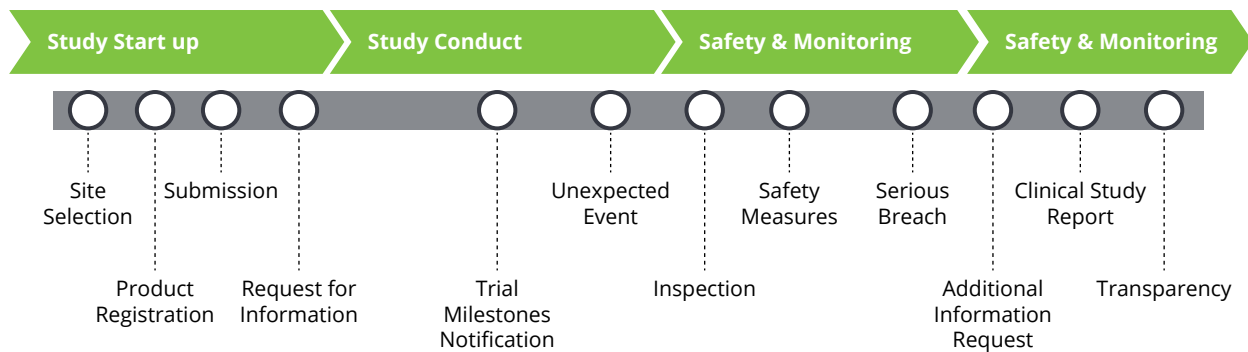 Study Start up
Study Conduct
Safety & Monitoring
Safety & Monitoring
Site
Selection
Product
Registration
Submission
Request for
Information
Trial
Milestones
Notification
Unexpected
Event
Inspection
Safety
Measures
Serious
Breach
Additional
Information
Request
Clinical Study
Report
Transparency